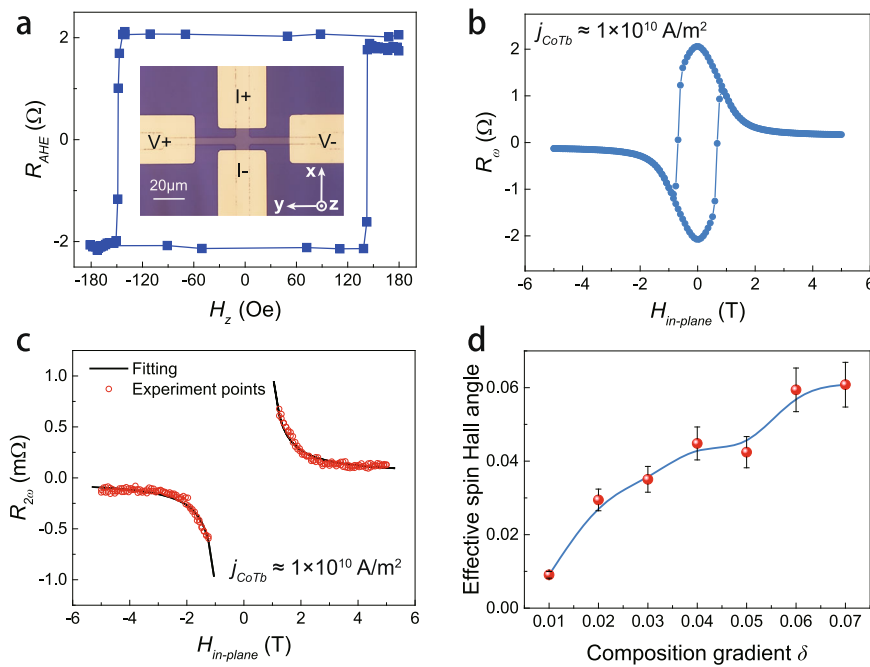 a
R_AHE (Ω)
2
0
-2
I+
V+
V-
I-
20μm
x
y
z
-180 -120 -60 0 60 120 180
H_z (Oe)
b
j_CoTb ≈ 1×10^10 A/m^2
R_ω (Ω)
2
1
0
-1
-2
-6 -4 -2 0 2 4 6
H_in-plane (T)
c
Fitting
Experiment points
R_2ω (mΩ)
1.0
0.5
0.0
-0.5
-1.0
j_CoTb ≈ 1×10^10 A/m^2
-6 -4 -2 0 2 4 6
H_in-plane (T)
d
Effective spin Hall angle
0.06
0.04
0.02
0.00
0.01 0.02 0.03 0.04 0.05 0.06 0.07
Composition gradient δ